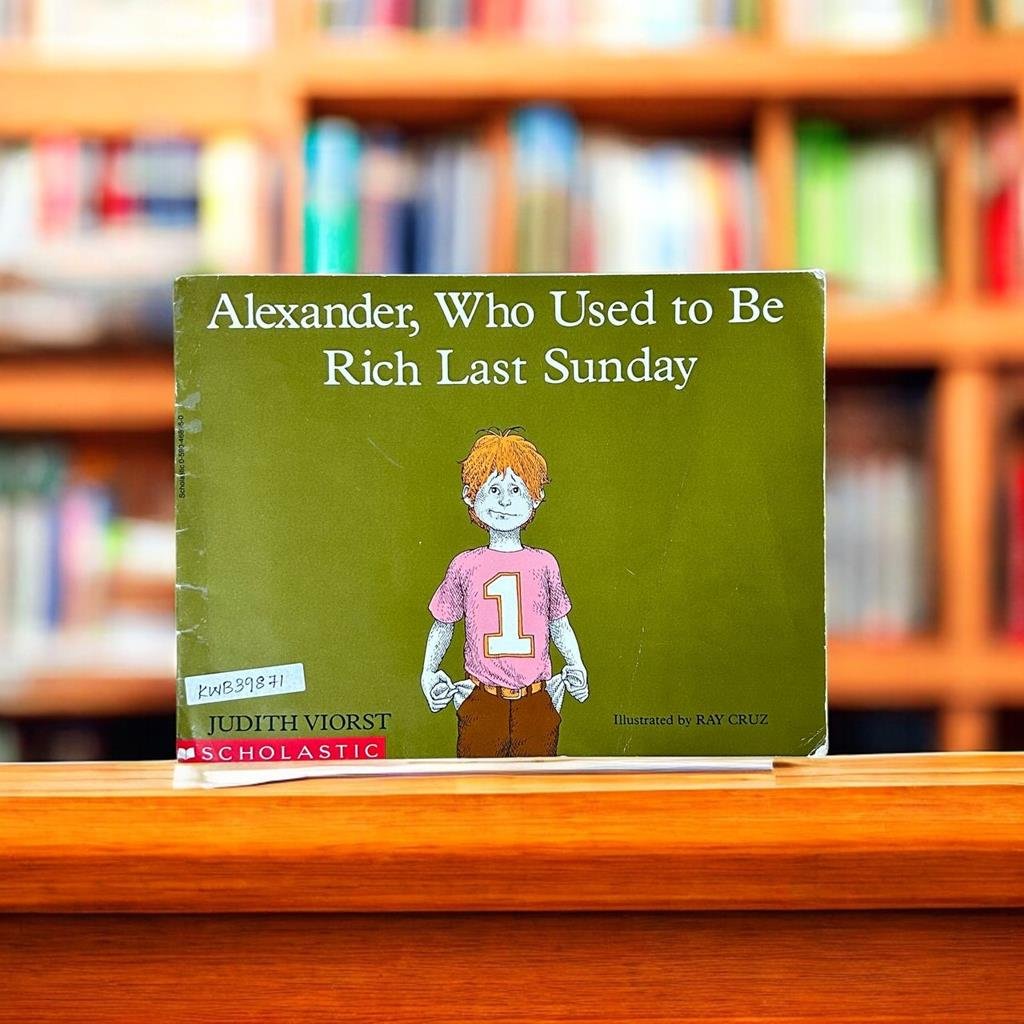 Alexander, Who Used to Be
Rich Last Sunday
1
KWB39871
JUDITH VIORST
Illustrated by RAY CRUZ
SCHOLASTIC